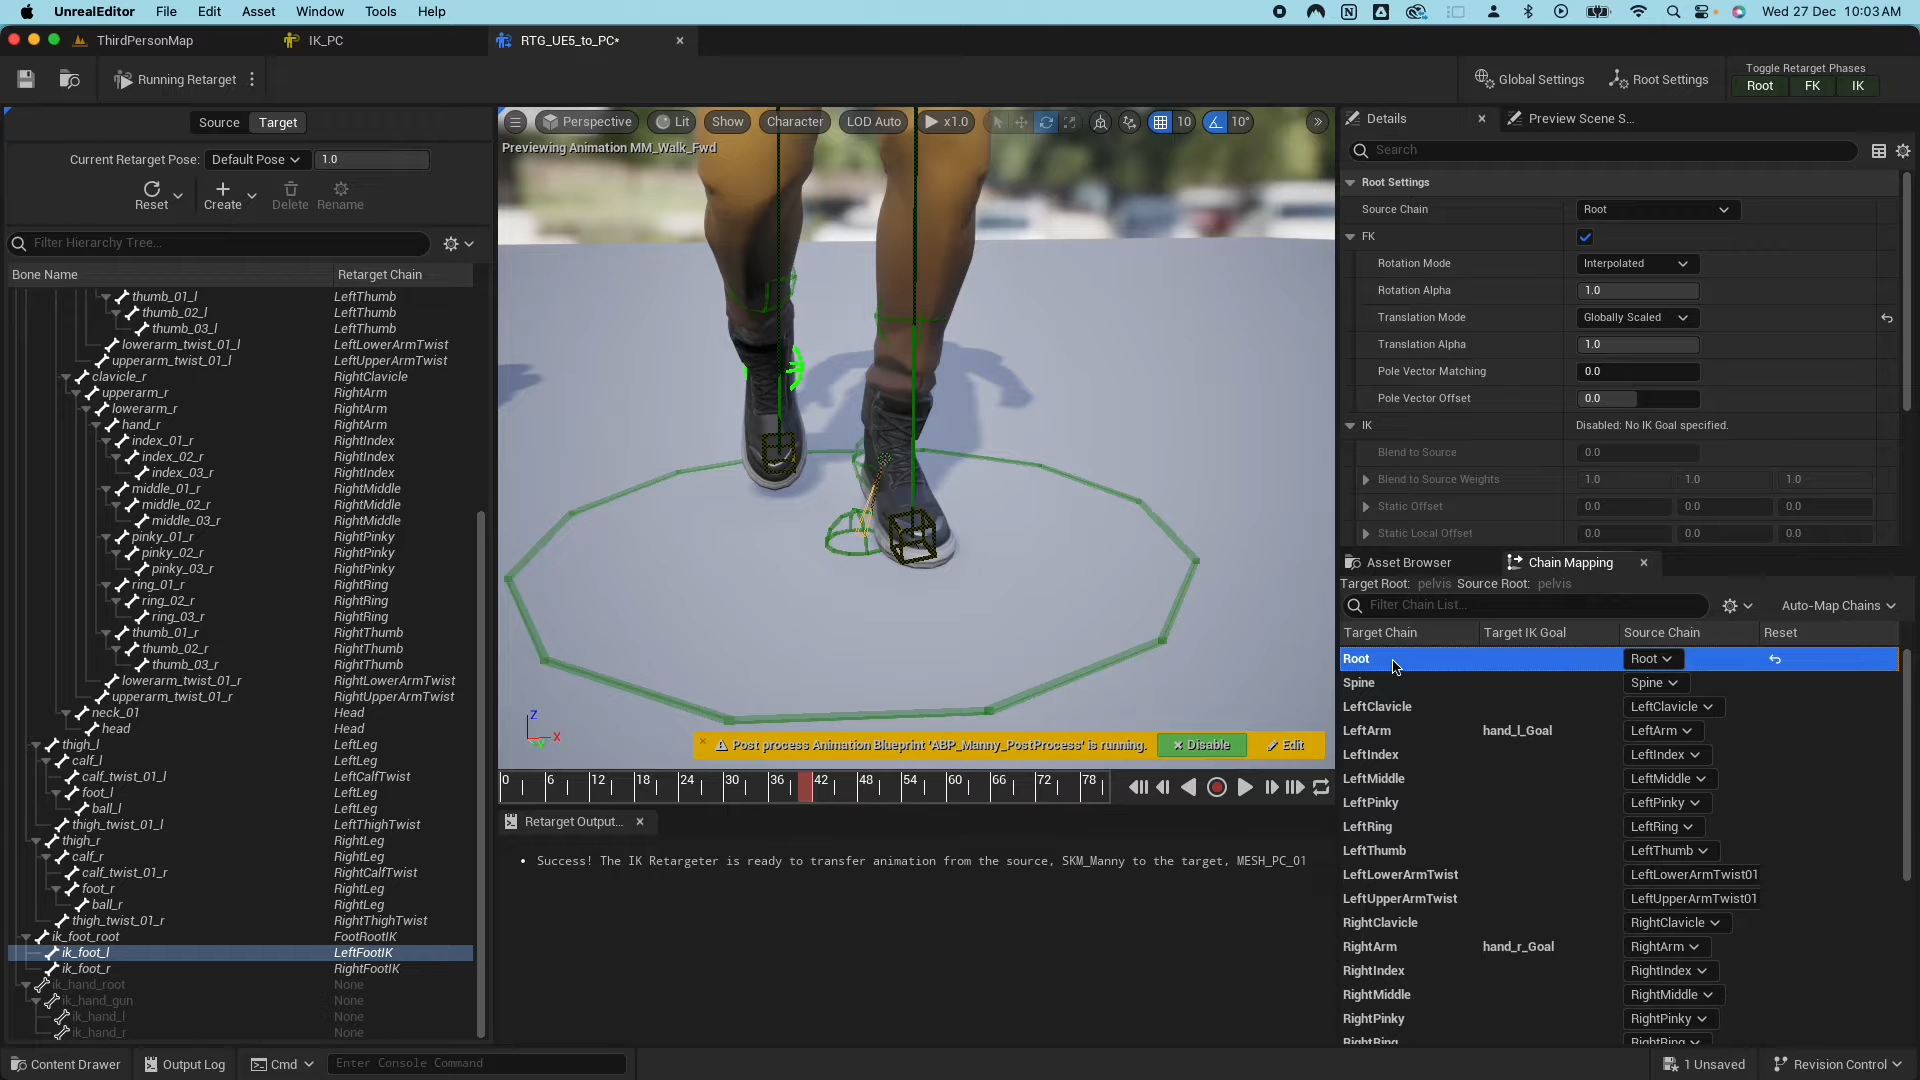 UnrealEditor File Edit Asset Window Tools Help
Wed 27 Dec 10:03 AM
ThirdPersonMap IK_PC RTG_UE5_to_PC*
Running Retarget
Global Settings Root Settings
Toggle Retarget Phases
Root FK IK
Source Target
Current Retarget Pose: Default Pose 1.0
Reset Create Delete Rename
Filter Hierarchy Tree...
Bone Name Retarget Chain
thumb_01_l LeftThumb
thumb_02_l LeftThumb
thumb_03_l LeftThumb
lowerarm_twist_01_l LeftLowerArmTwist
upperarm_twist_01_l LeftUpperArmTwist
clavicle_r RightClavicle
upperarm_r RightArm
lowerarm_r RightArm
hand_r RightArm
index_01_r RightIndex
index_02_r RightIndex
index_03_r RightIndex
middle_01_r RightMiddle
middle_02_r RightMiddle
middle_03_r RightMiddle
pinky_01_r RightPinky
pinky_02_r RightPinky
pinky_03_r RightPinky
ring_01_r RightRing
ring_02_r RightRing
ring_03_r RightRing
thumb_01_r RightThumb
thumb_02_r RightThumb
thumb_03_r RightThumb
lowerarm_twist_01_r RightLowerArmTwist
upperarm_twist_01_r RightUpperArmTwist
neck_01 Head
head Head
thigh_l LeftLeg
calf_l LeftLeg
calf_twist_01_l LeftCalfTwist
foot_l LeftLeg
ball_l LeftLeg
thigh_twist_01_l LeftThighTwist
thigh_r RightLeg
calf_r RightLeg
calf_twist_01_r RightCalfTwist
foot_r RightLeg
ball_r RightLeg
thigh_twist_01_r RightThighTwist
ik_foot_root FootRootIK
ik_foot_l LeftFootIK
ik_foot_r RightFootIK
ik_hand_root None
ik_hand_gun None
ik_hand_l None
ik_hand_r None
Perspective Lit Show Character LOD Auto x1.0 10 10°
Previewing Animation MM_Walk_Fwd
Z
X
Post process Animation Blueprint 'ABP_Manny_PostProcess' is running. Disable Edit
0 6 12 18 24 30 36 42 48 54 60 66 72 78
Retarget Output...
• Success! The IK Retargeter is ready to transfer animation from the source, SKM_Manny to the target, MESH_PC_01
Details Preview Scene S...
Search
Root Settings
Source Chain Root
FK
Rotation Mode Interpolated
Rotation Alpha 1.0
Translation Mode Globally Scaled
Translation Alpha 1.0
Pole Vector Matching 0.0
Pole Vector Offset 0.0
IK Disabled: No IK Goal specified.
Blend to Source 0.0
Blend to Source Weights 1.0 1.0 1.0
Static Offset 0.0 0.0 0.0
Static Local Offset 0.0 0.0 0.0
Asset Browser Chain Mapping
Target Root: pelvis Source Root: pelvis
Filter Chain List... Auto-Map Chains
Target Chain Target IK Goal Source Chain Reset
Root Root
Spine Spine
LeftClavicle LeftClavicle
LeftArm hand_l_Goal LeftArm
LeftIndex LeftIndex
LeftMiddle LeftMiddle
LeftPinky LeftPinky
LeftRing LeftRing
LeftThumb LeftThumb
LeftLowerArmTwist LeftLowerArmTwist01
LeftUpperArmTwist LeftUpperArmTwist01
RightClavicle RightClavicle
RightArm hand_r_Goal RightArm
RightIndex RightIndex
RightMiddle RightMiddle
RightPinky RightPinky
RightRing RightRing
Content Drawer Output Log Cmd Enter Console Command
1 Unsaved Revision Control